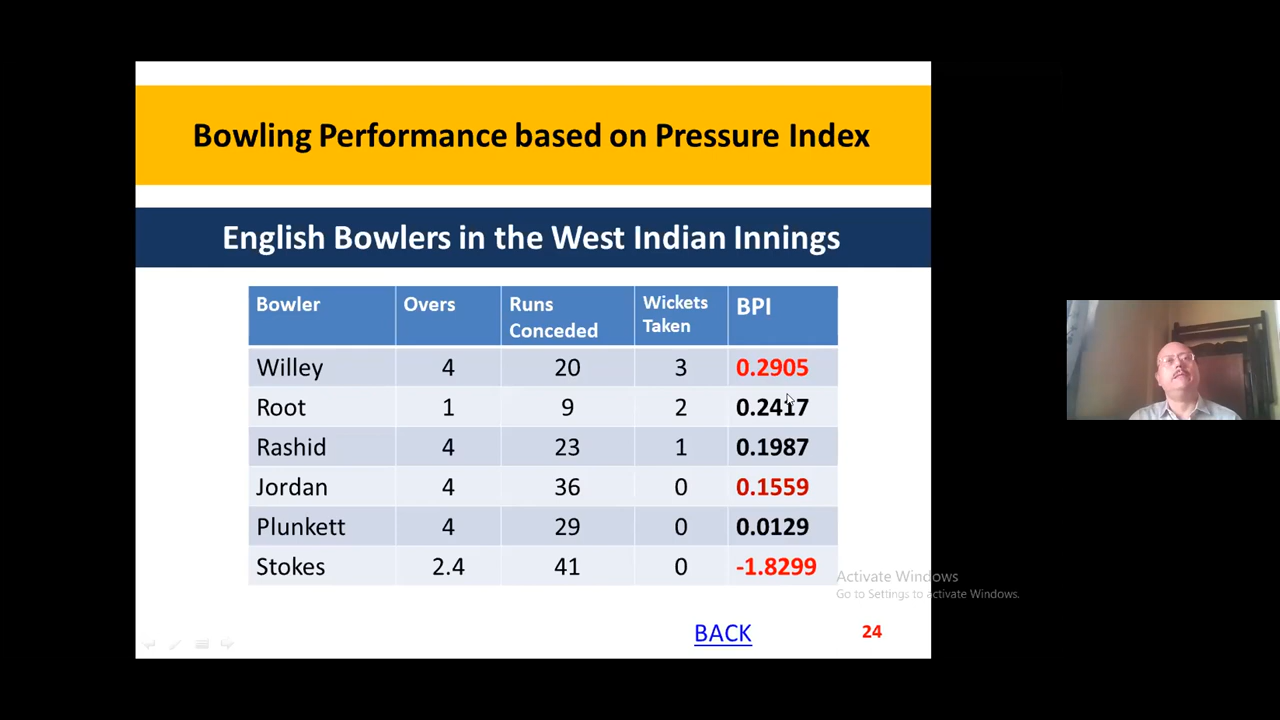 Bowling Performance based on Pressure Index
English Bowlers in the West Indian Innings
Bowler Overs Runs Conceded Wickets Taken BPI
Willey 4 20 3 0.2905
Root 1 9 2 0.2417
Rashid 4 23 1 0.1987
Jordan 4 36 0 0.1559
Plunkett 4 29 0 0.0129
Stokes 2.4 41 0 -1.8299
Activate Windows
Go to Settings to activate Windows.
BACK 24